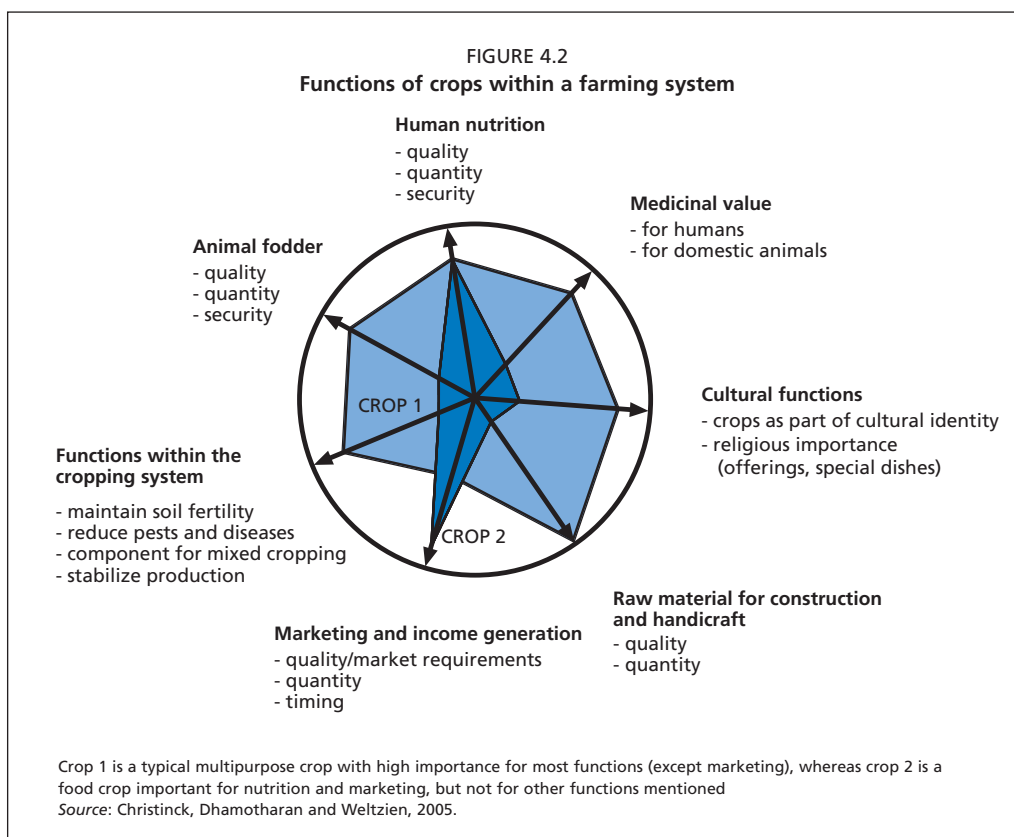 FIGURE 4.2
Functions of crops within a farming system
Human nutrition
- quality
- quantity
- security
Medicinal value
- for humans
- for domestic animals
Animal fodder
- quality
- quantity
- security
CROP 1
Cultural functions
- crops as part of cultural identity
- religious importance
(offerings, special dishes)
Functions within the
cropping system
- maintain soil fertility
- reduce pests and diseases
- component for mixed cropping
- stabilize production
CROP 2
Raw material for construction
and handicraft
- quality
- quantity
Marketing and income generation
- quality/market requirements
- quantity
- timing
Crop 1 is a typical multipurpose crop with high importance for most functions (except marketing), whereas crop 2 is a
food crop important for nutrition and marketing, but not for other functions mentioned
Source: Christinck, Dhamotharan and Weltzien, 2005.